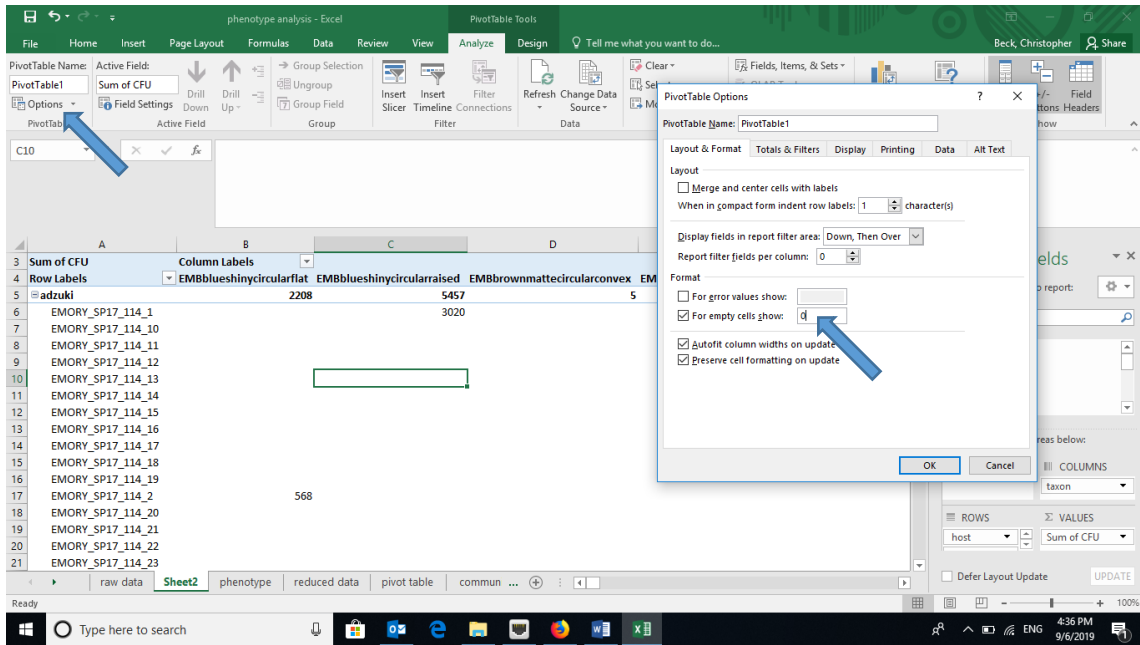 phenotype analysis - Excel
PivotTable Tools
File Home Insert Page Layout Formulas Data Review View Analyze Design Tell me what you want to do...
Beck, Christopher Share
PivotTable Name: Active Field:
PivotTable1 Sum of CFU
Options Field Settings
Drill Down Drill Up
Group Selection
Ungroup
Group Field
Insert Slicer Insert Timeline Filter Connections
Refresh Change Data Source
Clear
Fields, Items, & Sets
Field Headers
Active Field Group Filter Data
C10
fx
A B C D
3 Sum of CFU Column Labels
4 Row Labels EMBblueshinycircularflat EMBblueshinycircularraised EMBbrownmattecircularconvex EM
5 adzuki 2208 5457 5
6 EMORY_SP17_114_1 3020
7 EMORY_SP17_114_10
8 EMORY_SP17_114_11
9 EMORY_SP17_114_12
10 EMORY_SP17_114_13
11 EMORY_SP17_114_14
12 EMORY_SP17_114_15
13 EMORY_SP17_114_16
14 EMORY_SP17_114_17
15 EMORY_SP17_114_18
16 EMORY_SP17_114_19
17 EMORY_SP17_114_2 568
18 EMORY_SP17_114_20
19 EMORY_SP17_114_21
20 EMORY_SP17_114_22
21 EMORY_SP17_114_23
PivotTable Options ? X
PivotTable Name: PivotTable1
Layout & Format Totals & Filters Display Printing Data Alt Text
Layout
Merge and center cells with labels
When in compact form indent row labels: 1 character(s)
Display fields in report filter area: Down, Then Over
Report filter fields per column: 0
Format
For error values show:
For empty cells show: 0
Autofit column widths on update
Preserve cell formatting on update
OK Cancel
elds
report:
reas below:
COLUMNS
taxon
ROWS Σ VALUES
host Sum of CFU
Defer Layout Update UPDATE
raw data Sheet2 phenotype reduced data pivot table commun ...
Ready
100%
Type here to search
ENG
4:36 PM
9/6/2019